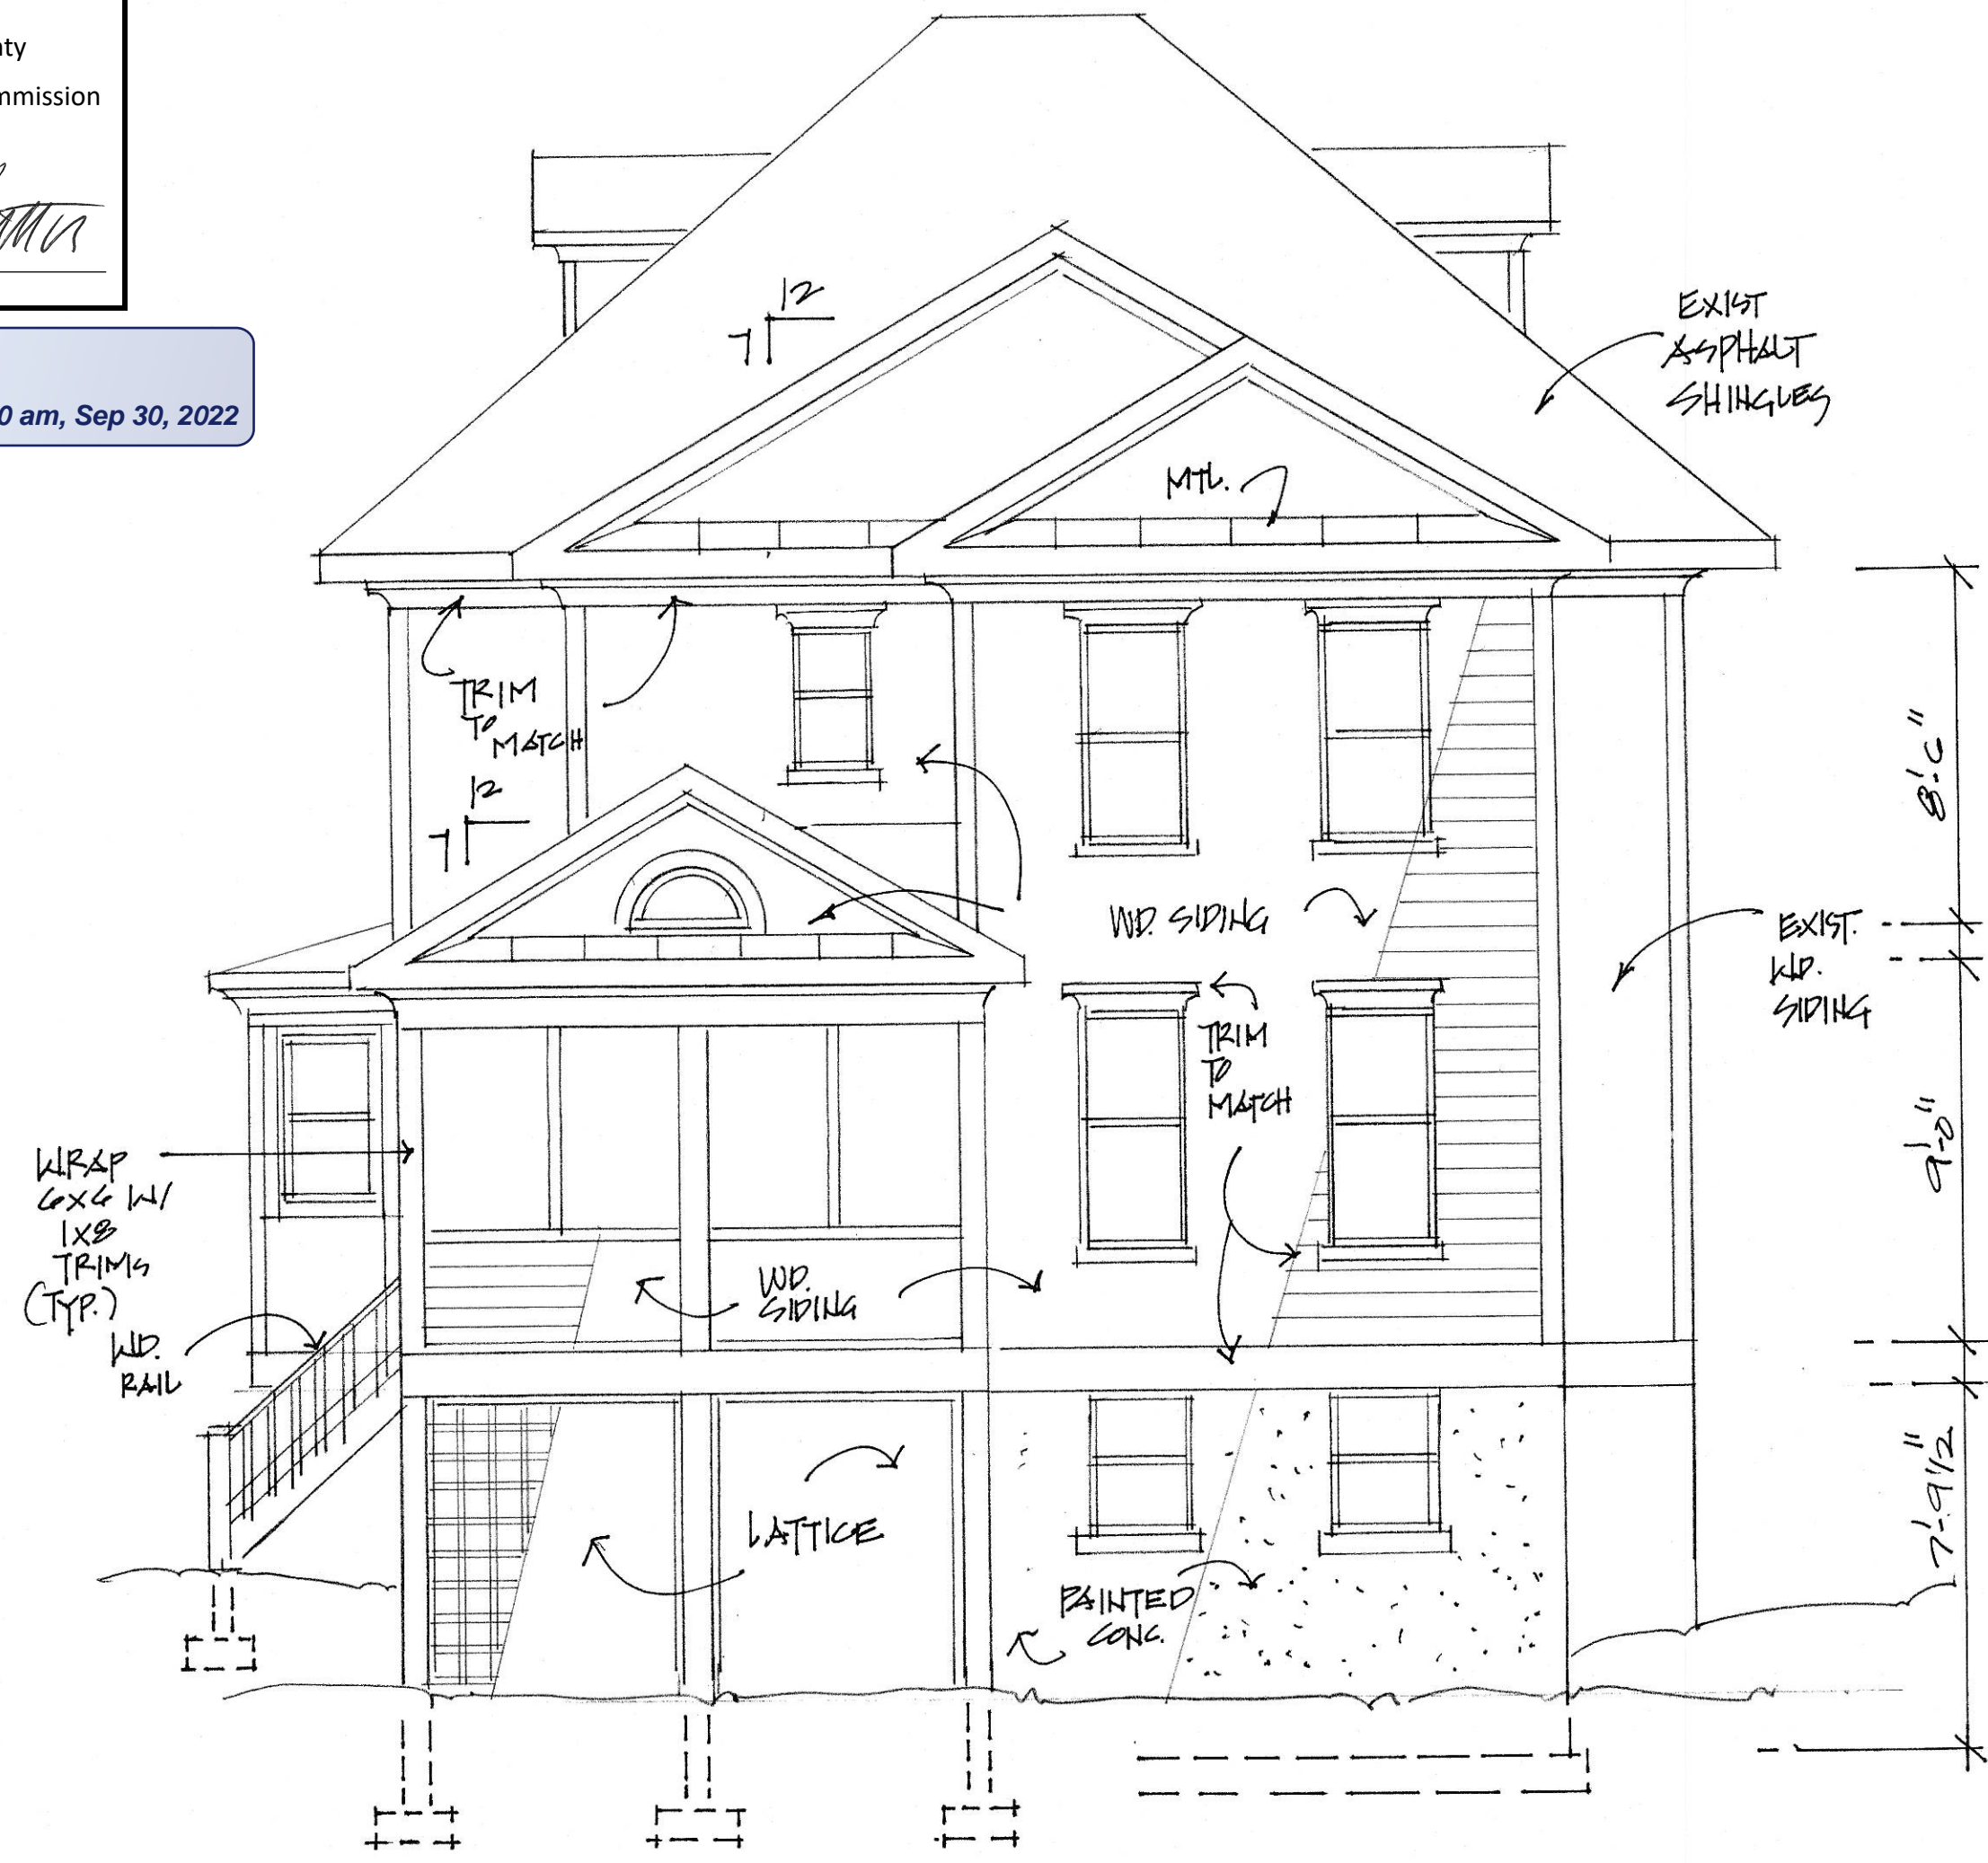 nty
mmission
0 am, Sep 30, 2022
12
7
EXIST
ASPHALT
SHINGLES
MTL.
TRIM
TO
MATCH
12
7
8'-6"
WD. SIDING
EXIST.
WD.
SIDING
TRIM
TO
MATCH
9'-0"
WRAP
6X6 W/
1X8
TRIMS
(TYP.)
WD.
SIDING
WD.
RAIL
7'-9 1/2"
LATTICE
PAINTED
CONC.